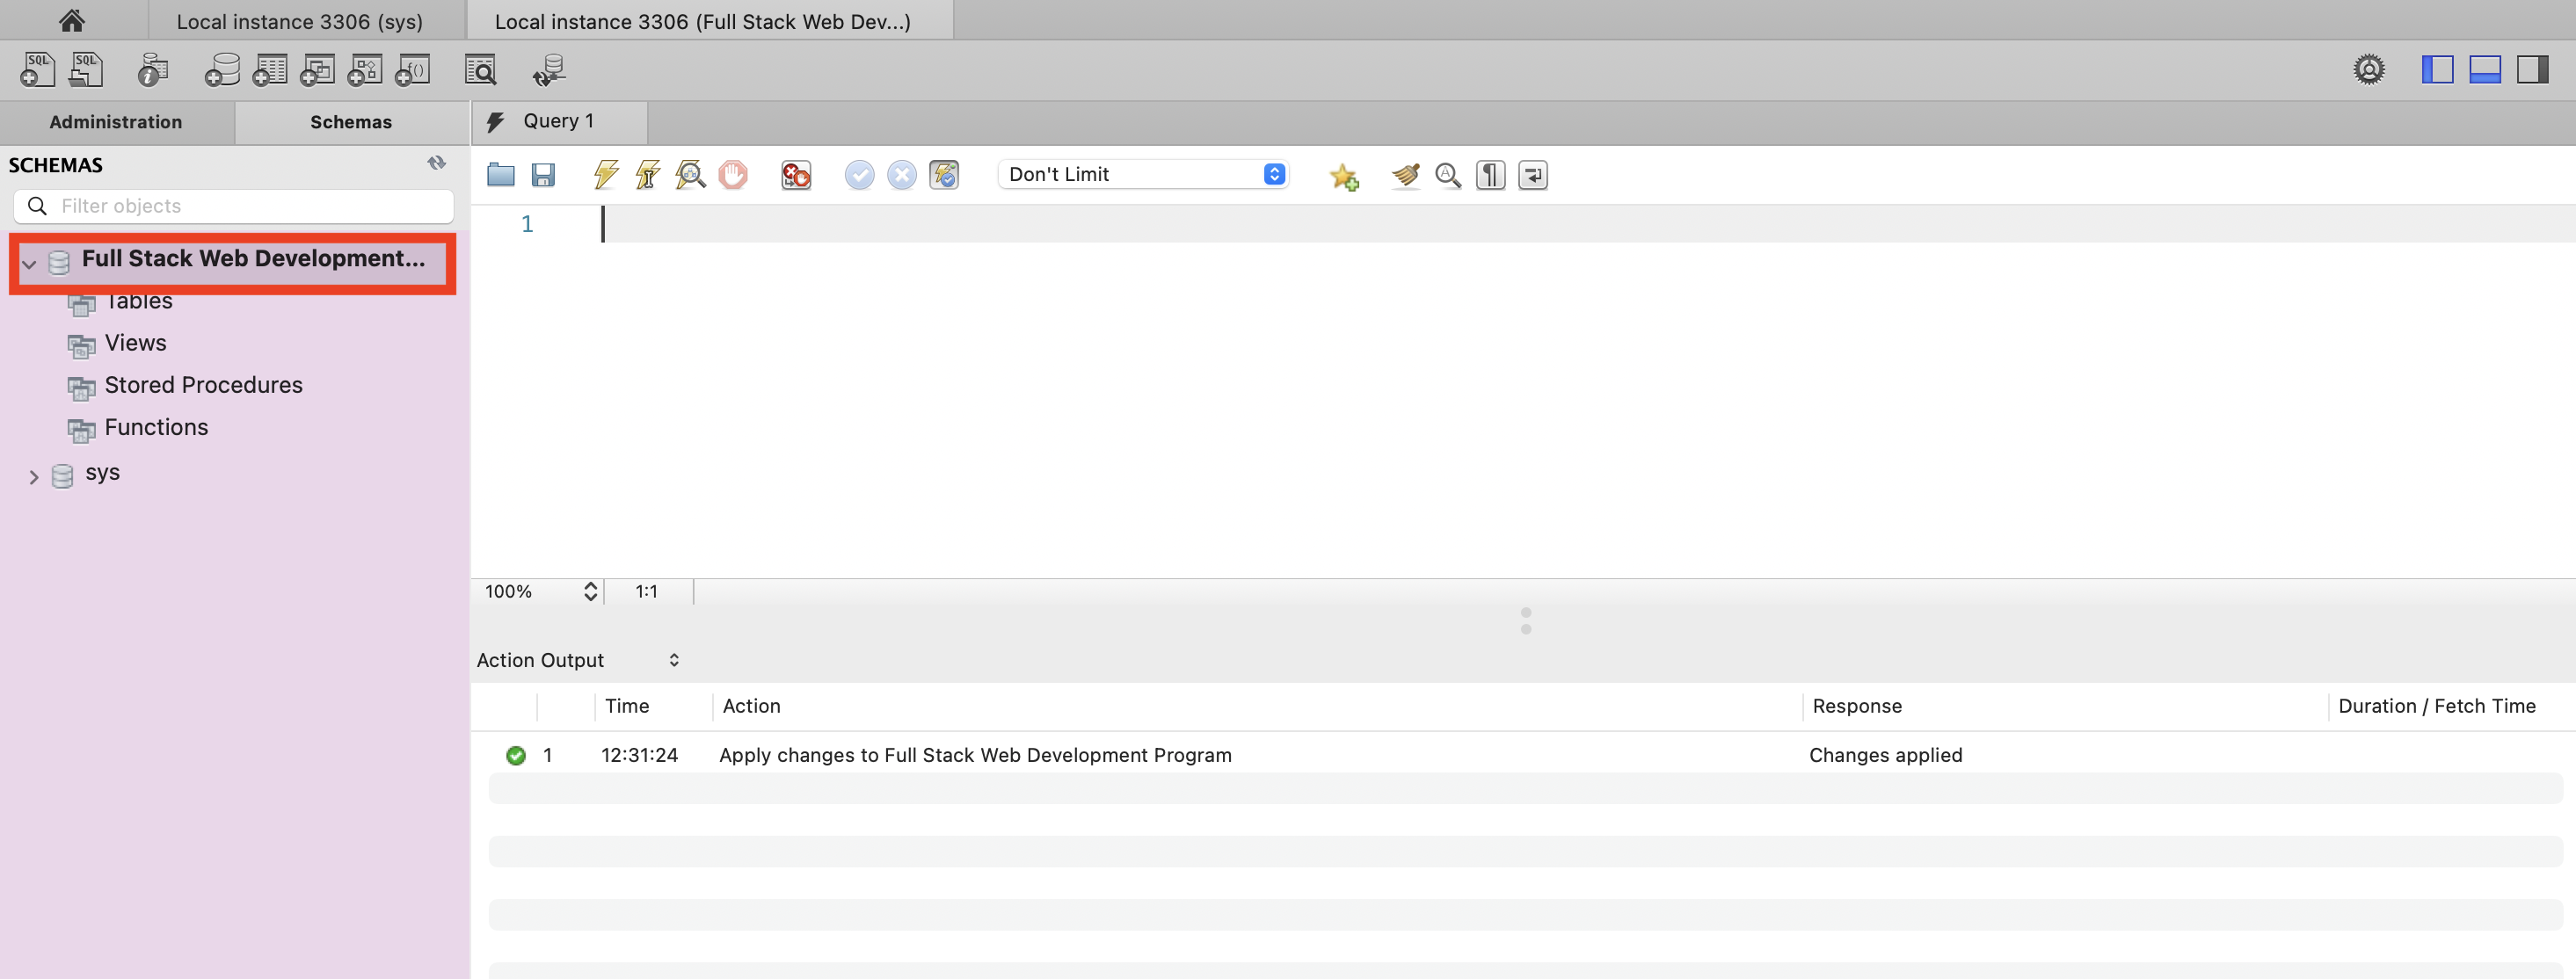 Local instance 3306 (sys)
Local instance 3306 (Full Stack Web Dev...)
SQL
SQL
Administration
Schemas
Query 1
SCHEMAS
Don't Limit
Filter objects
1
Full Stack Web Development...
Tables
Views
Stored Procedures
Functions
sys
100%
1:1
Action Output
Time
Action
Response
Duration / Fetch Time
1
12:31:24
Apply changes to Full Stack Web Development Program
Changes applied